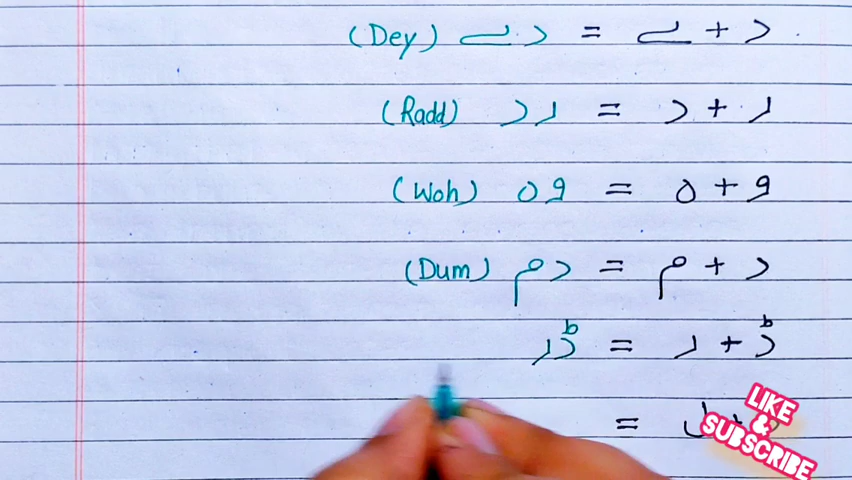 د + ے = دے (Dey)
ر + د = رد (Radd)
و + ہ = وہ (Woh)
د + م = دم (Dum)
ڈ + ر = ڈر
ل =
LIKE
&
SUBSCRIBE